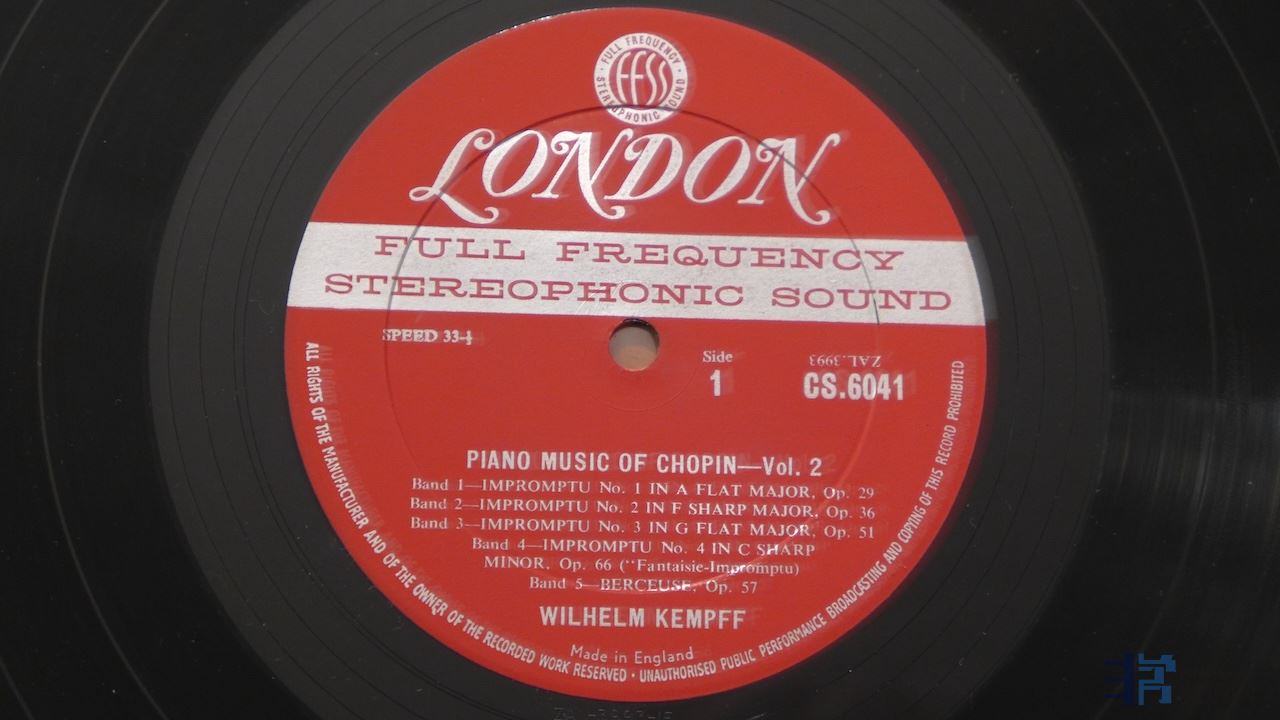 FULL FREQUENCY
FFSS
STEREOPHONIC SOUND
LONDON
FULL FREQUENCY
STEREOPHONIC SOUND
SPEED 33⅓
Side
1
ZAL.3993
CS.6041
PIANO MUSIC OF CHOPIN—Vol. 2
Band 1—IMPROMPTU No. 1 IN A FLAT MAJOR, Op. 29
Band 2—IMPROMPTU No. 2 IN F SHARP MAJOR, Op. 36
Band 3—IMPROMPTU No. 3 IN G FLAT MAJOR, Op. 51
Band 4—IMPROMPTU No. 4 IN C SHARP
MINOR, Op. 66 ("Fantaisie-Impromptu)
Band 5—BERCEUSE, Op. 57
WILHELM KEMPFF
Made in England
ALL RIGHTS OF THE MANUFACTURER AND OF THE OWNER OF THE RECORDED WORK RESERVED · UNAUTHORISED PUBLIC PERFORMANCE BROADCASTING AND COPYING OF THIS RECORD PROHIBITED